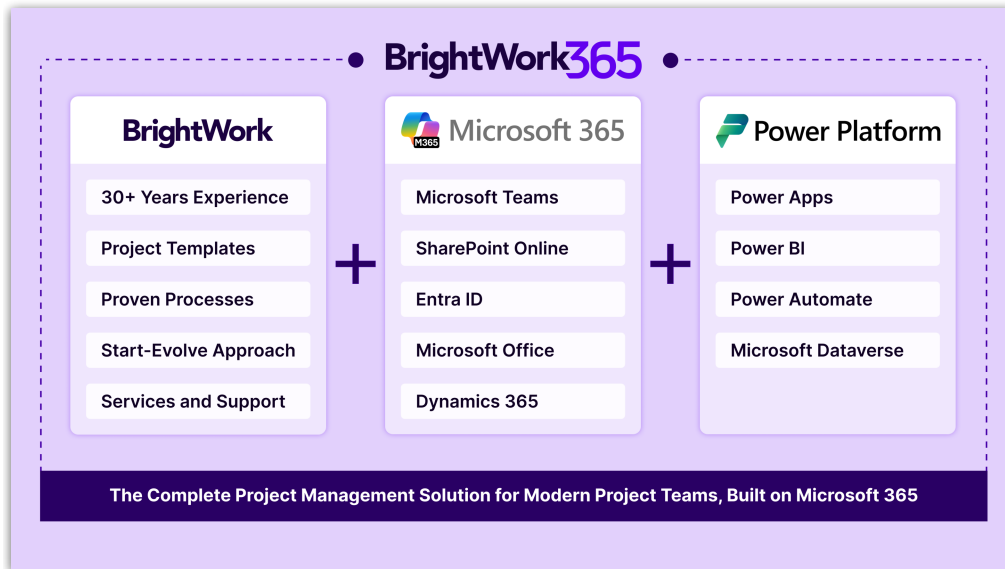 BrightWork365
BrightWork
30+ Years Experience
Project Templates
Proven Processes
Start-Evolve Approach
Services and Support
M365
Microsoft 365
Microsoft Teams
SharePoint Online
Entra ID
Microsoft Office
Dynamics 365
Power Platform
Power Apps
Power BI
Power Automate
Microsoft Dataverse
The Complete Project Management Solution for Modern Project Teams, Built on Microsoft 365